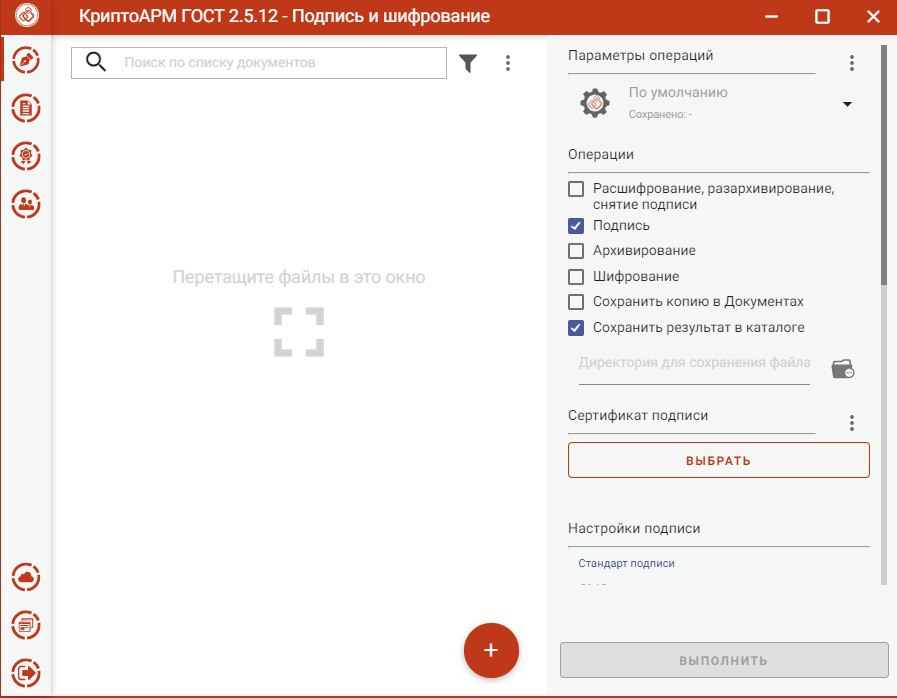 КриптоАРМ ГОСТ 2.5.12 - Подпись и шифрование
Поиск по списку документов
Перетащите файлы в это окно
+
Параметры операций
По умолчанию
Сохранено: -
Операции
Расшифрование, разархивирование,
снятие подписи
Подпись
Архивирование
Шифрование
Сохранить копию в Документах
Сохранить результат в каталоге
Директория для сохранения файла
Сертификат подписи
ВЫБРАТЬ
Настройки подписи
Стандарт подписи
ВЫПОЛНИТЬ